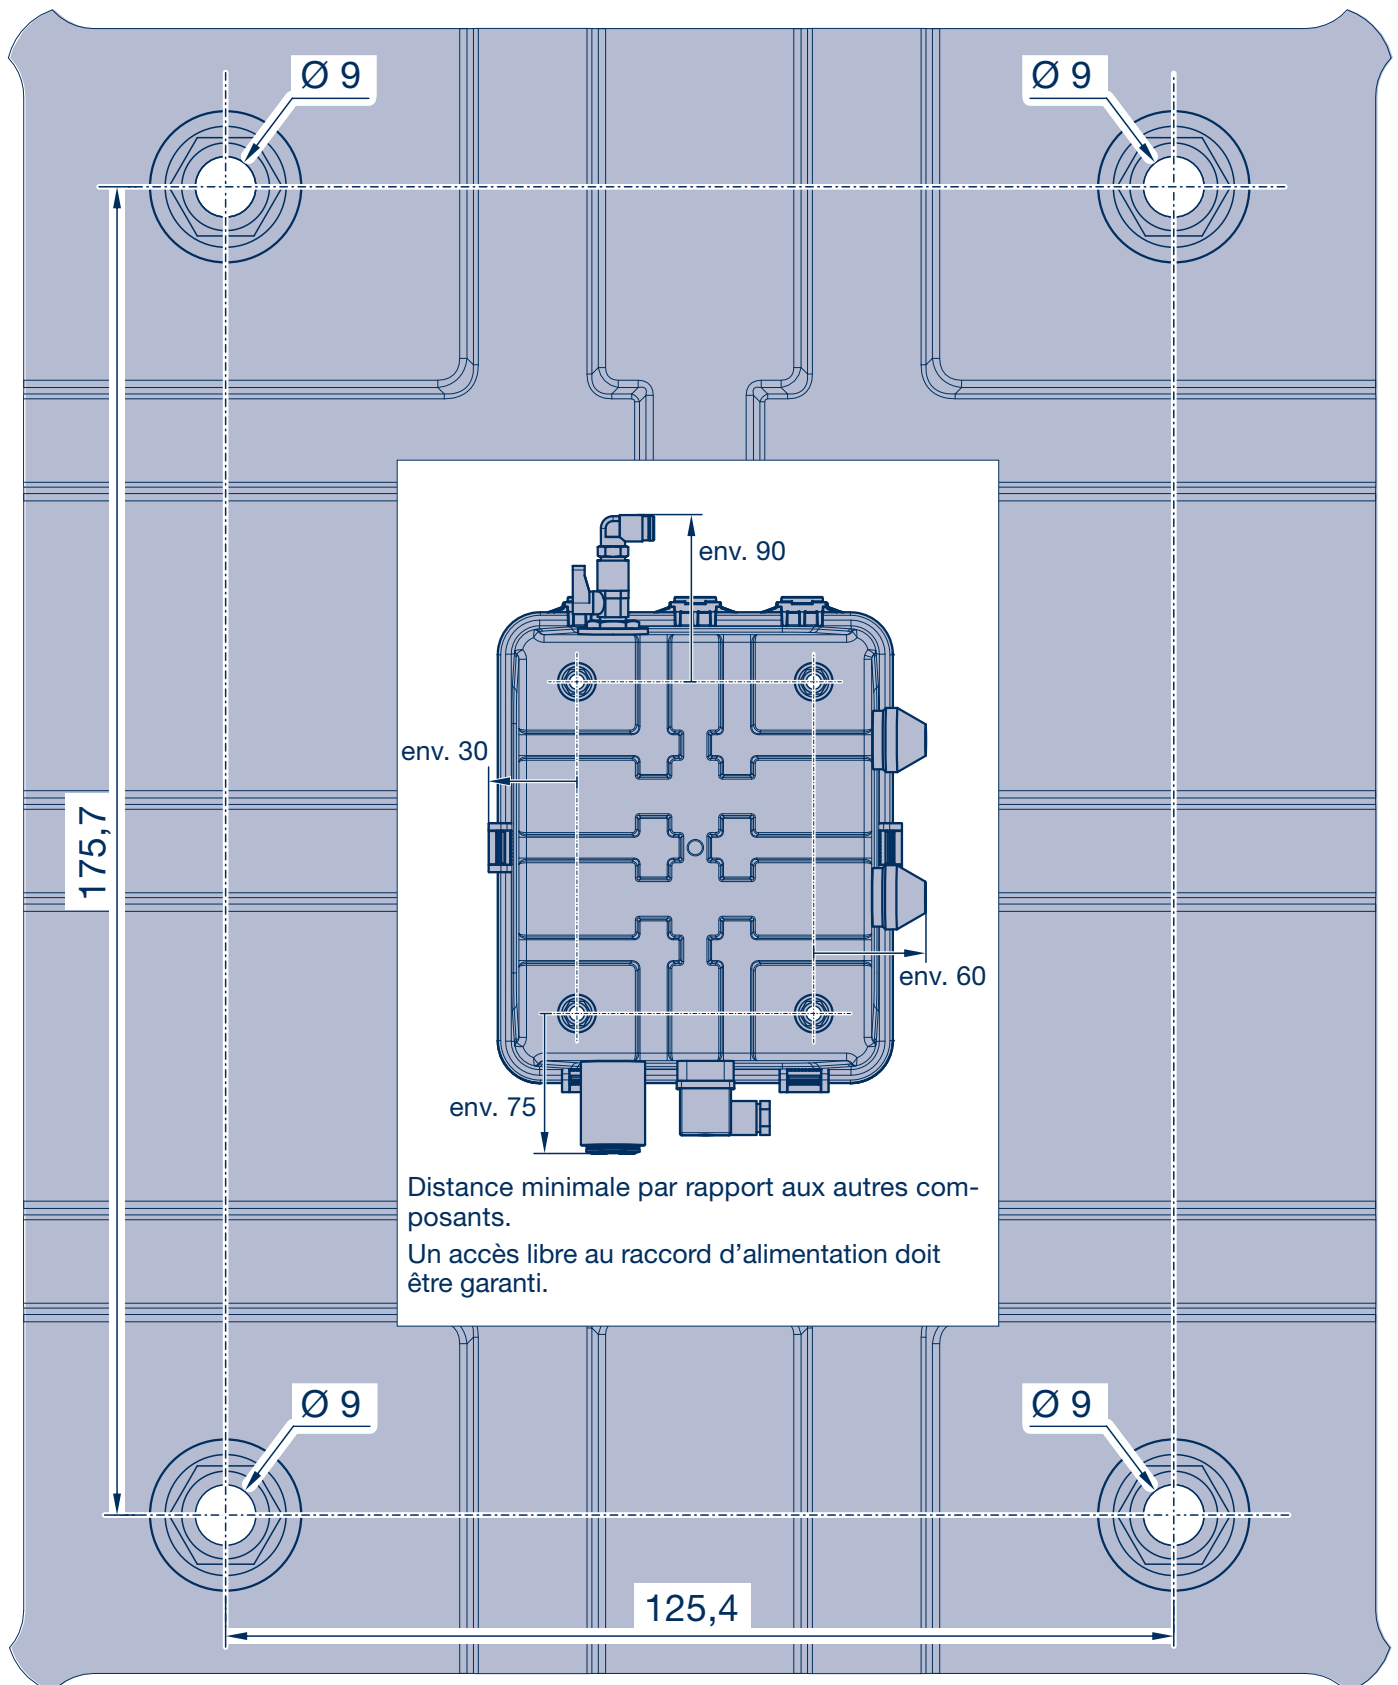 Ø 9
Ø 9
env. 90
env. 30
175,7
env. 60
env. 75
Distance minimale par rapport aux autres com-
posants.
Un accès libre au raccord d’alimentation doit
être garanti.
Ø 9
Ø 9
125,4